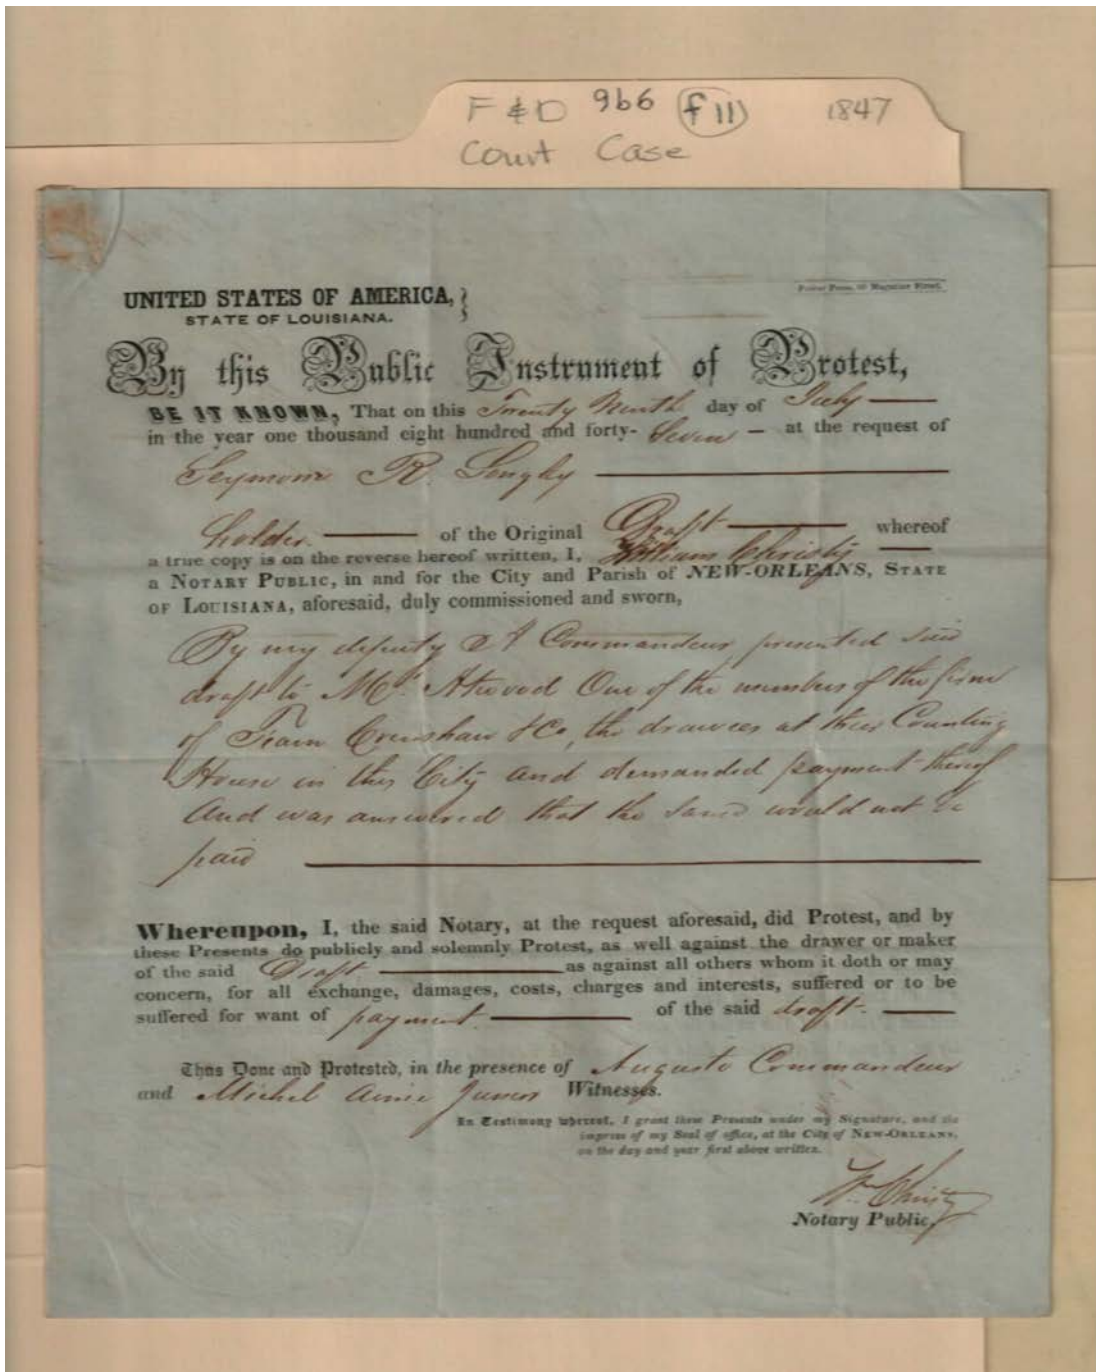 F & D 966 f 11 1847
Court Case
UNITED STATES OF AMERICA,
STATE OF LOUISIANA.
Magazine Street.
By this Public Instrument of Protest,
BE IT KNOWN, That on this Twenty Ninth day of July
in the year one thousand eight hundred and forty- Seven - at the request of
Seymour R.
holder of the Original Draft whereof
a true copy is on the reverse hereof written, I, William Christy
a NOTARY PUBLIC, in and for the City and Parish of NEW-ORLEANS, STATE
OF LOUISIANA, aforesaid, duly commissioned and sworn,
By my deputy A Commandeur presented said
draft to Mr. Atwood One of the members of the firm
of Crenshaw & Co, the drawees at their Counting
House in this City and demanded payment thereof
And was answered that the same would not be
paid
Whereupon, I, the said Notary, at the request aforesaid, did Protest, and by
these Presents do publicly and solemnly Protest, as well against the drawer or maker
of the said Draft as against all others whom it doth or may
concern, for all exchange, damages, costs, charges and interests, suffered or to be
suffered for want of payment. of the said draft.
Thus Done and Protested, in the presence of Auguste Commandeur
and Michel Aimé Junior Witnesses.
In Testimony whereof, I grant these Presents under my Signature, and the
impress of my Seal of office, at the City of NEW-ORLEANS,
on the day and year first above written.
Wm. Christy
Notary Public,